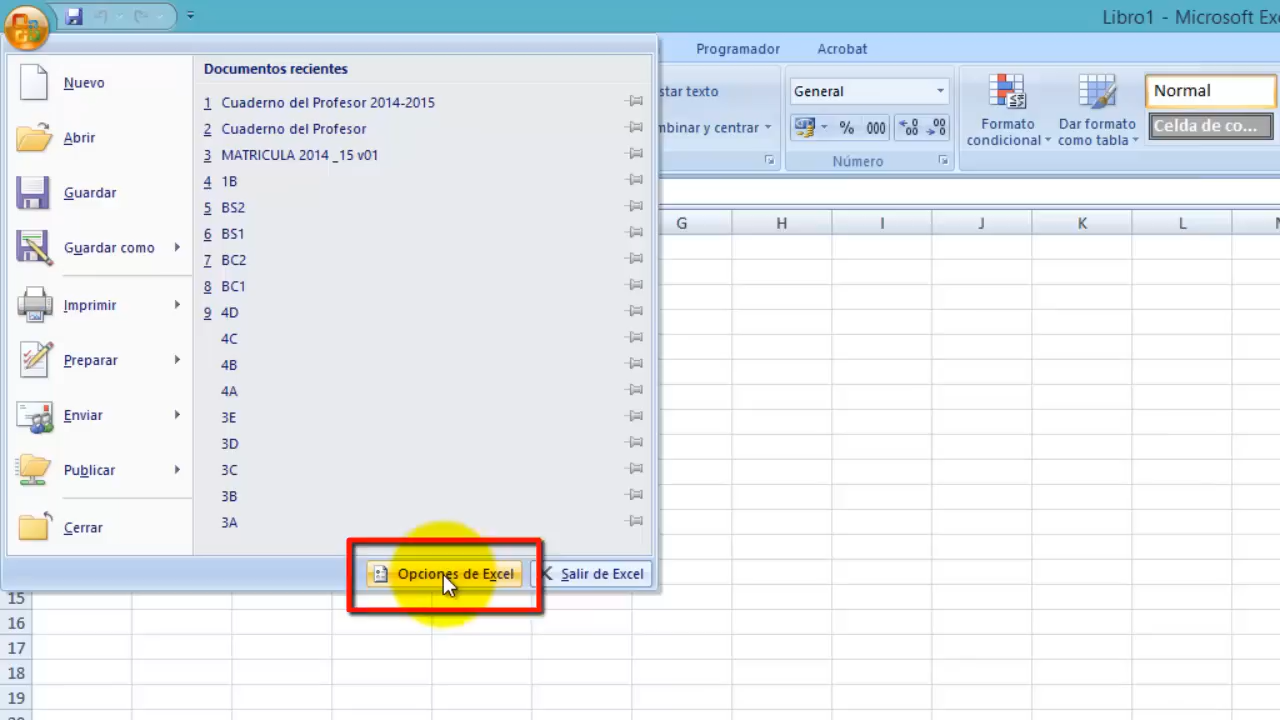 Libro1 - Microsoft Exc
Programador
Acrobat
Nuevo
Abrir
Guardar
Guardar como
Imprimir
Preparar
Enviar
Publicar
Cerrar
Documentos recientes
1 Cuaderno del Profesor 2014-2015
2 Cuaderno del Profesor
3 MATRICULA 2014 _15 v01
4 1B
5 BS2
6 BS1
7 BC2
8 BC1
9 4D
4C
4B
4A
3E
3D
3C
3B
3A
Opciones de Excel
Salir de Excel
star texto
mbinar y centrar
General
% 000
Número
Formato
condicional
Dar formato
como tabla
Normal
Celda de co...
G H I J K L
15
16
17
18
19